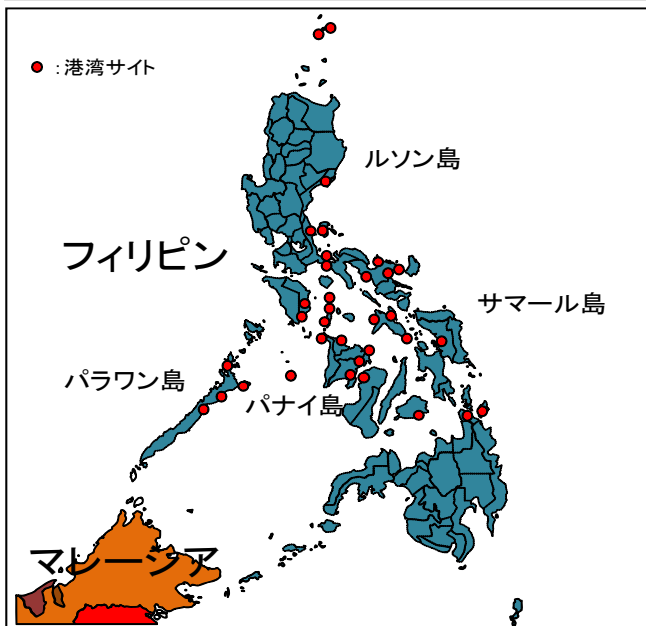 ：港湾サイト
ルソン島
フィリピン
サマール島
パラワン島
パナイ島
マレーシア